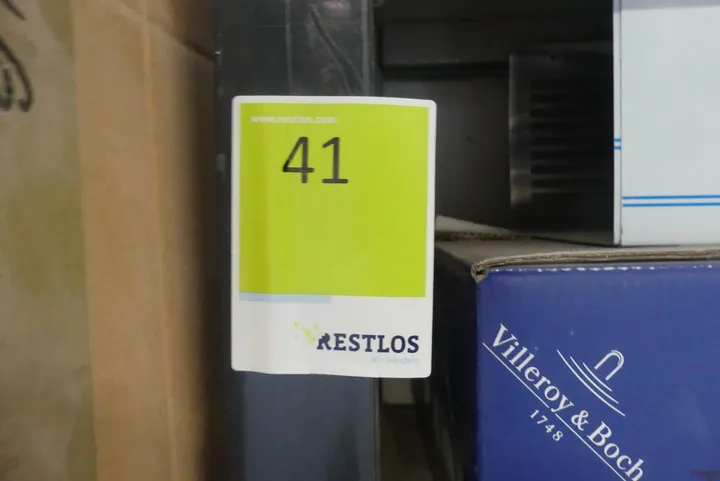 www.restlos.com
41
RESTLOS
Villeroy & Boch
1748